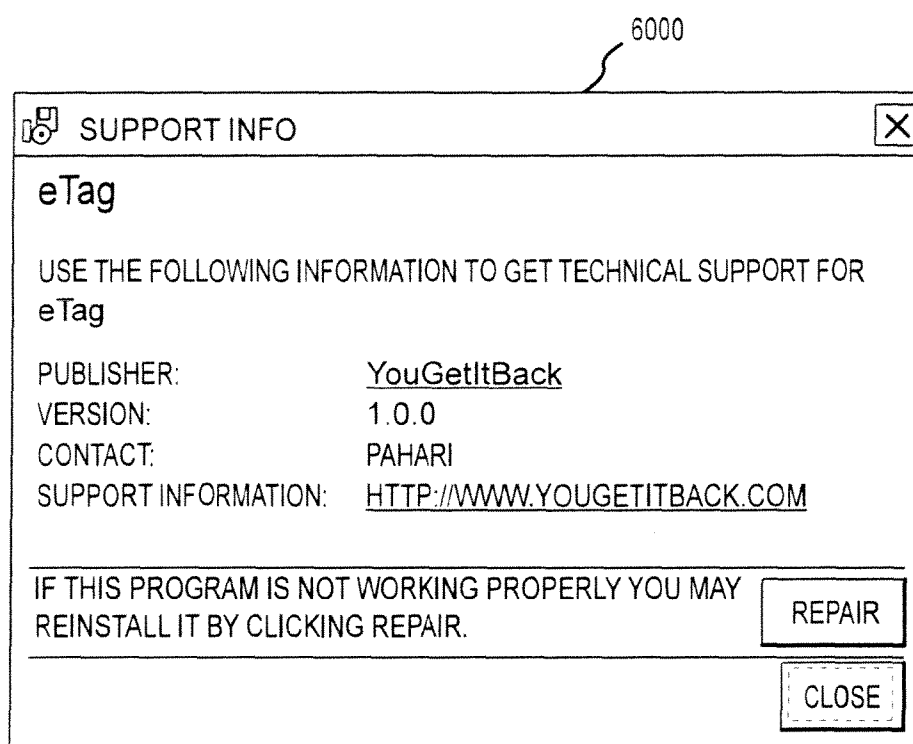 6000
SUPPORT INFO
eTag
USE THE FOLLOWING INFORMATION TO GET TECHNICAL SUPPORT FOR
eTag
PUBLISHER: YouGetItBack
VERSION: 1.0.0
CONTACT: PAHARI
SUPPORT INFORMATION: HTTP://WWW.YOUGETITBACK.COM
IF THIS PROGRAM IS NOT WORKING PROPERLY YOU MAY
REINSTALL IT BY CLICKING REPAIR.
REPAIR
CLOSE